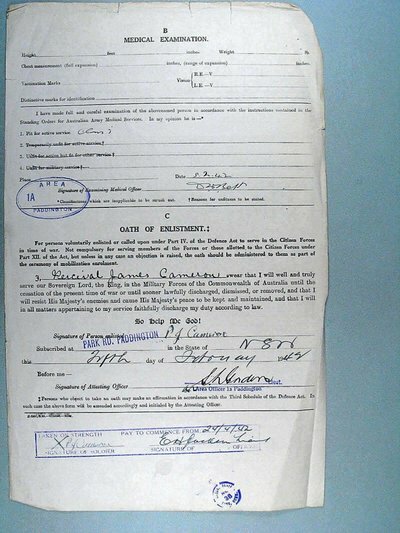 B
MEDICAL EXAMINATION.
Height feet inches Weight lb.
Chest measurement (full expansion) inches, (range of expansion) inches.
Vaccination Marks Vision { R.E.—V
L.E.—V
Distinctive marks for identification
I have made full and careful examination of the abovenamed person in accordance with the instructions contained in the
Standing Orders for Australian Army Medical Services. In my opinion he is—*
1. Fit for active service Class I
2. Temporarily unfit for active service†
3. Unfit for active but fit for other service†
4. Unfit for military service†
Place Date 5.2.42
Signature of Examining Medical Officer
*Classifications which are inapplicable to be struck out. †Reasons for unfitness to be stated.
AREA
1A
PADDINGTON
C
OATH OF ENLISTMENT.‡
For persons voluntarily enlisted or called upon under Part IV. of the Defence Act to serve in the Citizen Forces
in time of war. Not compulsory for serving members of the Forces or those allotted to the Citizen Forces under
Part XII. of the Act, but unless in any case an objection is raised, the oath should be administered to them as part of
the ceremony of mobilization enrolment.
I, Percival James Cameron swear that I will well and truly
serve our Sovereign Lord, the King, in the Military Forces of the Commonwealth of Australia until the
cessation of the present time of war or until sooner lawfully discharged, dismissed, or removed, and that I
will resist His Majesty's enemies and cause His Majesty's peace to be kept and maintained, and that I will
in all matters appertaining to my service faithfully discharge my duty according to law.
So Help Me God!
Signature of Person enlisted P J Cameron
Subscribed at PARK RD. PADDINGTON in the State of N S W
this Fifth day of February 1942
Before me—
Signature of Attesting Officer Lieut.
Area Officer 1a Paddington
‡Persons who object to take an oath may make an affirmation in accordance with the Third Schedule of the Defence Act. In
such case the above form will be amended accordingly and initialed by the Attesting Officer.
TAKEN ON STRENGTH PAY TO COMMENCE FROM 24/4/42
SIGNATURE OF SOLDIER SIGNATURE OF OFFICER